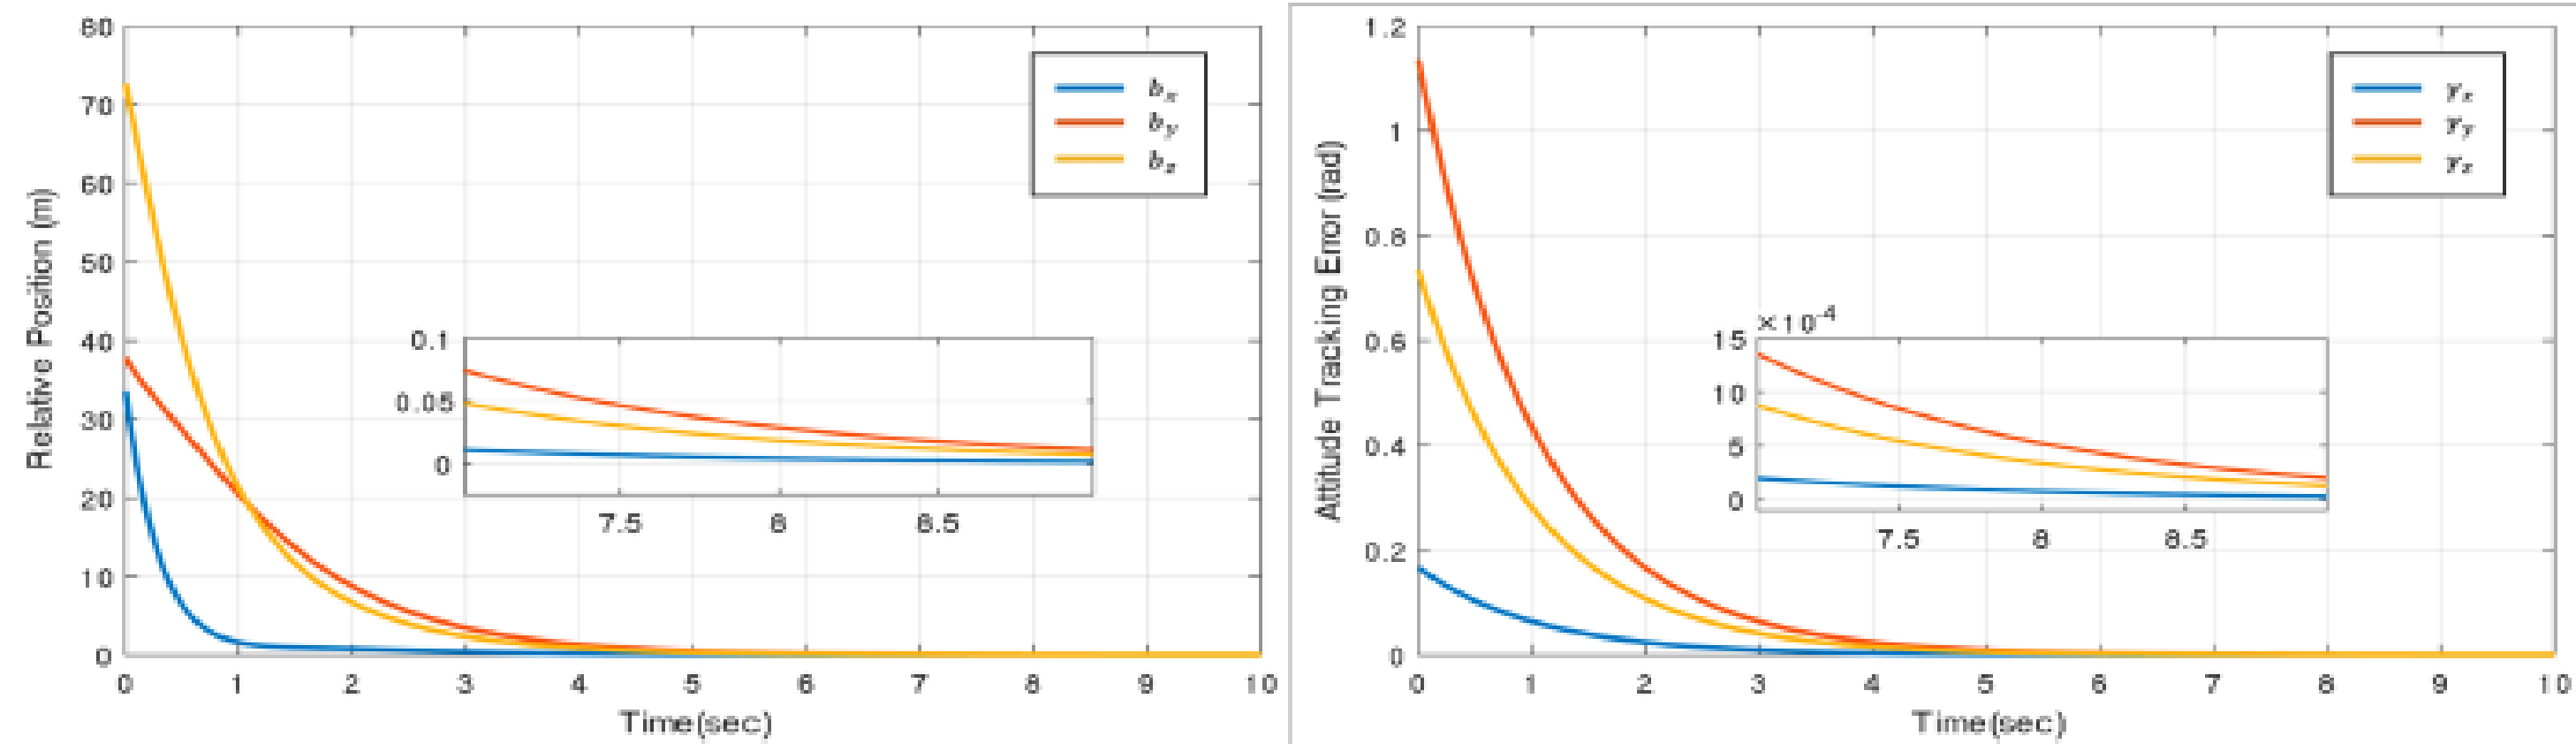 80
70
60
50
40
30
20
10
0
Relative Position (m)
b_x
b_y
b_z
0.1
0.05
0
7.5 8 8.5
0 1 2 3 4 5 6 7 8 9 10
Time(sec)
1.2
1
0.8
0.6
0.4
0.2
0
Attitude Tracking Error (rad)
γ_x
γ_y
γ_z
×10⁻⁴
15
10
5
0
7.5 8 8.5
0 1 2 3 4 5 6 7 8 9 10
Time(sec)